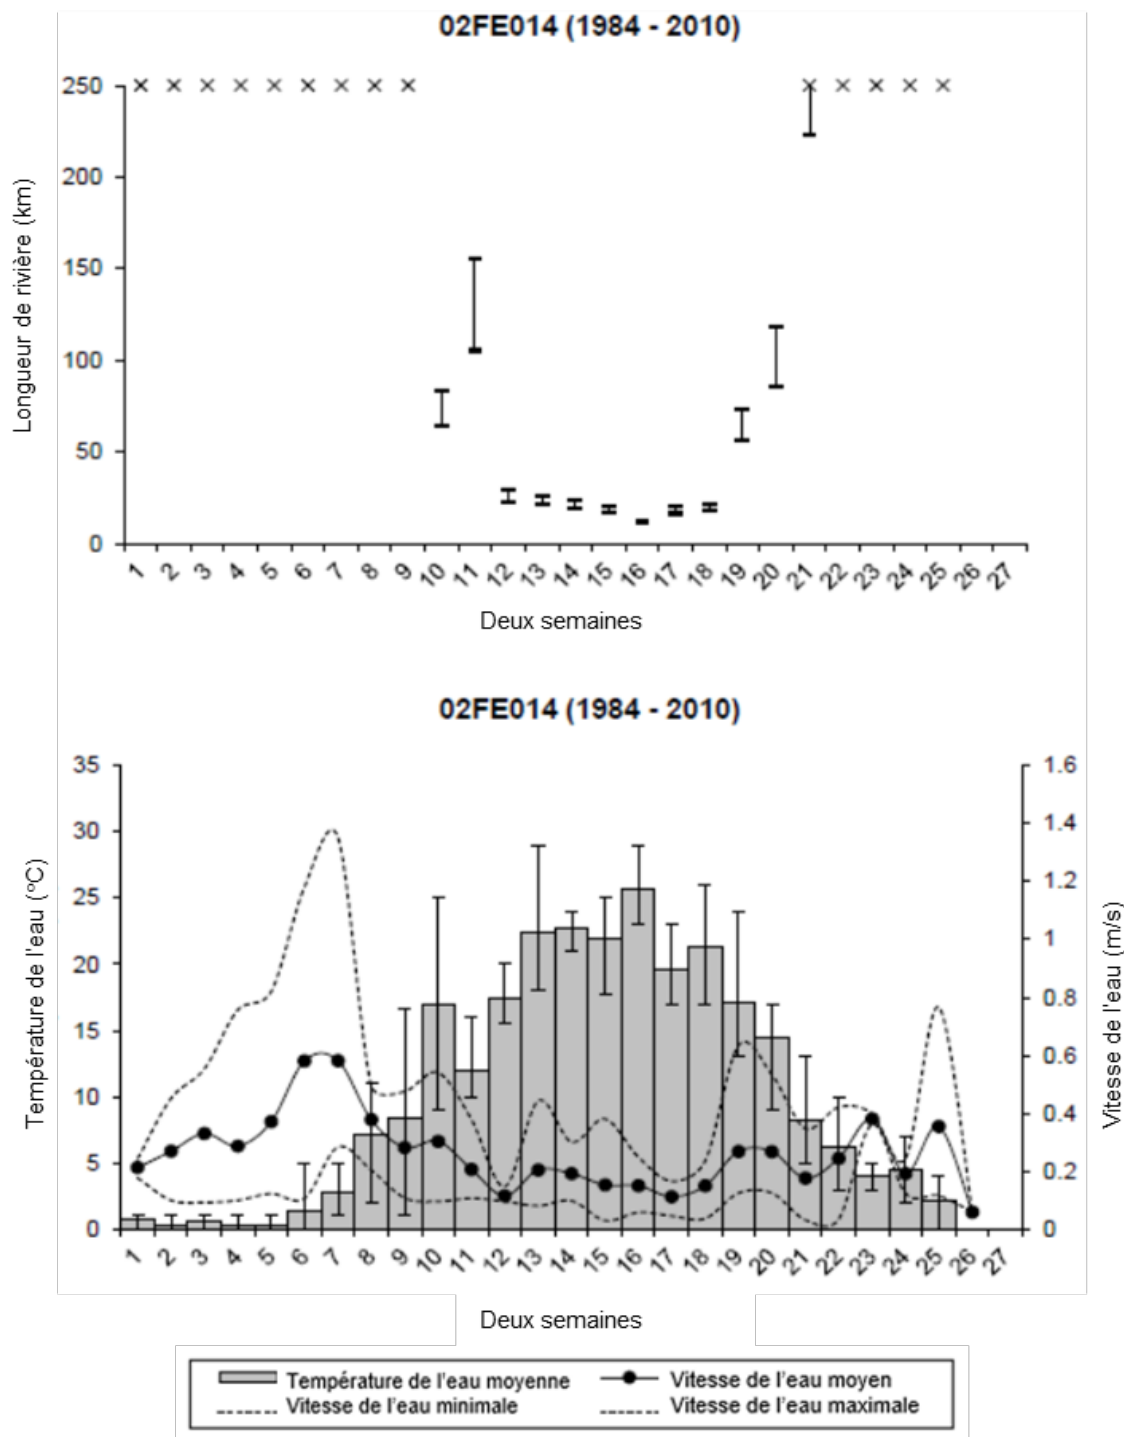 02FE014 (1984 - 2010)
Longueur de rivière (km)
250
200
150
100
50
0
1 2 3 4 5 6 7 8 9 10 11 12 13 14 15 16 17 18 19 20 21 22 23 24 25 26 27
Deux semaines
02FE014 (1984 - 2010)
Température de l'eau (°C)
35
30
25
20
15
10
5
0
1.6
1.4
1.2
1
0.8
0.6
0.4
0.2
0
Vitesse de l'eau (m/s)
1 2 3 4 5 6 7 8 9 10 11 12 13 14 15 16 17 18 19 20 21 22 23 24 25 26 27
Deux semaines
Température de l'eau moyenne Vitesse de l'eau moyen
Vitesse de l'eau minimale Vitesse de l'eau maximale